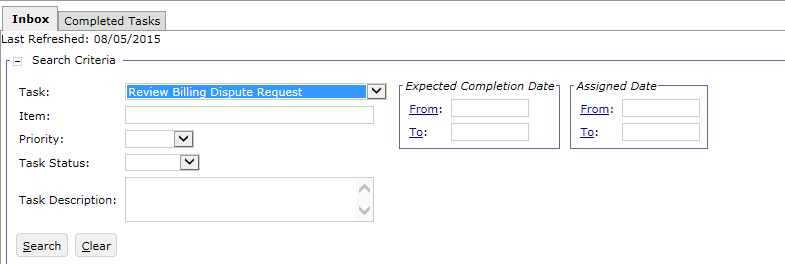 Inbox Completed Tasks
Last Refreshed: 08/05/2015
Search Criteria
Task: Review Billing Dispute Request
Item:
Priority:
Task Status:
Task Description:
Expected Completion Date
From:
To:
Assigned Date
From:
To:
Search Clear